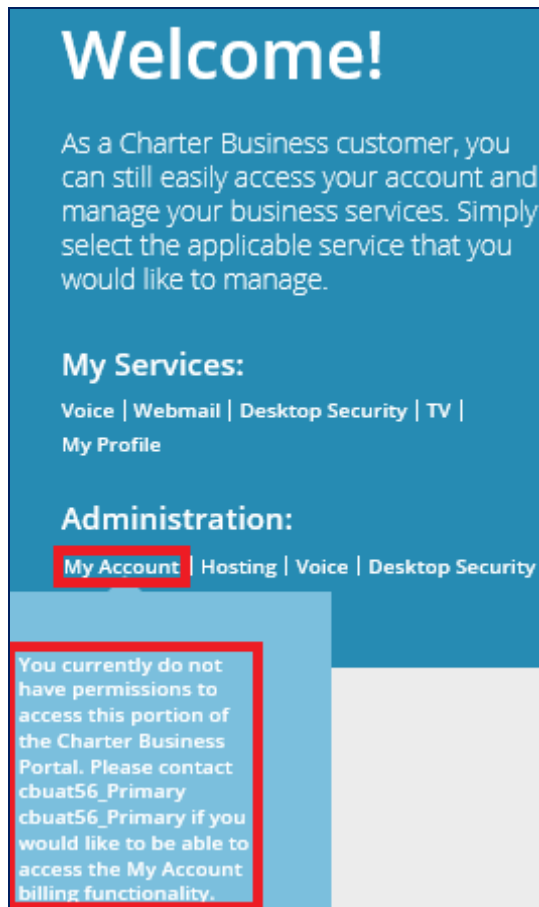 Welcome!
As a Charter Business customer, you
can still easily access your account and
manage your business services. Simply
select the applicable service that you
would like to manage.
My Services:
Voice | Webmail | Desktop Security | TV |
My Profile
Administration:
My Account | Hosting | Voice | Desktop Security
You currently do not
have permissions to
access this portion of
the Charter Business
Portal. Please contact
cbuat56_Primary
cbuat56_Primary if you
would like to be able to
access the My Account
billing functionality.